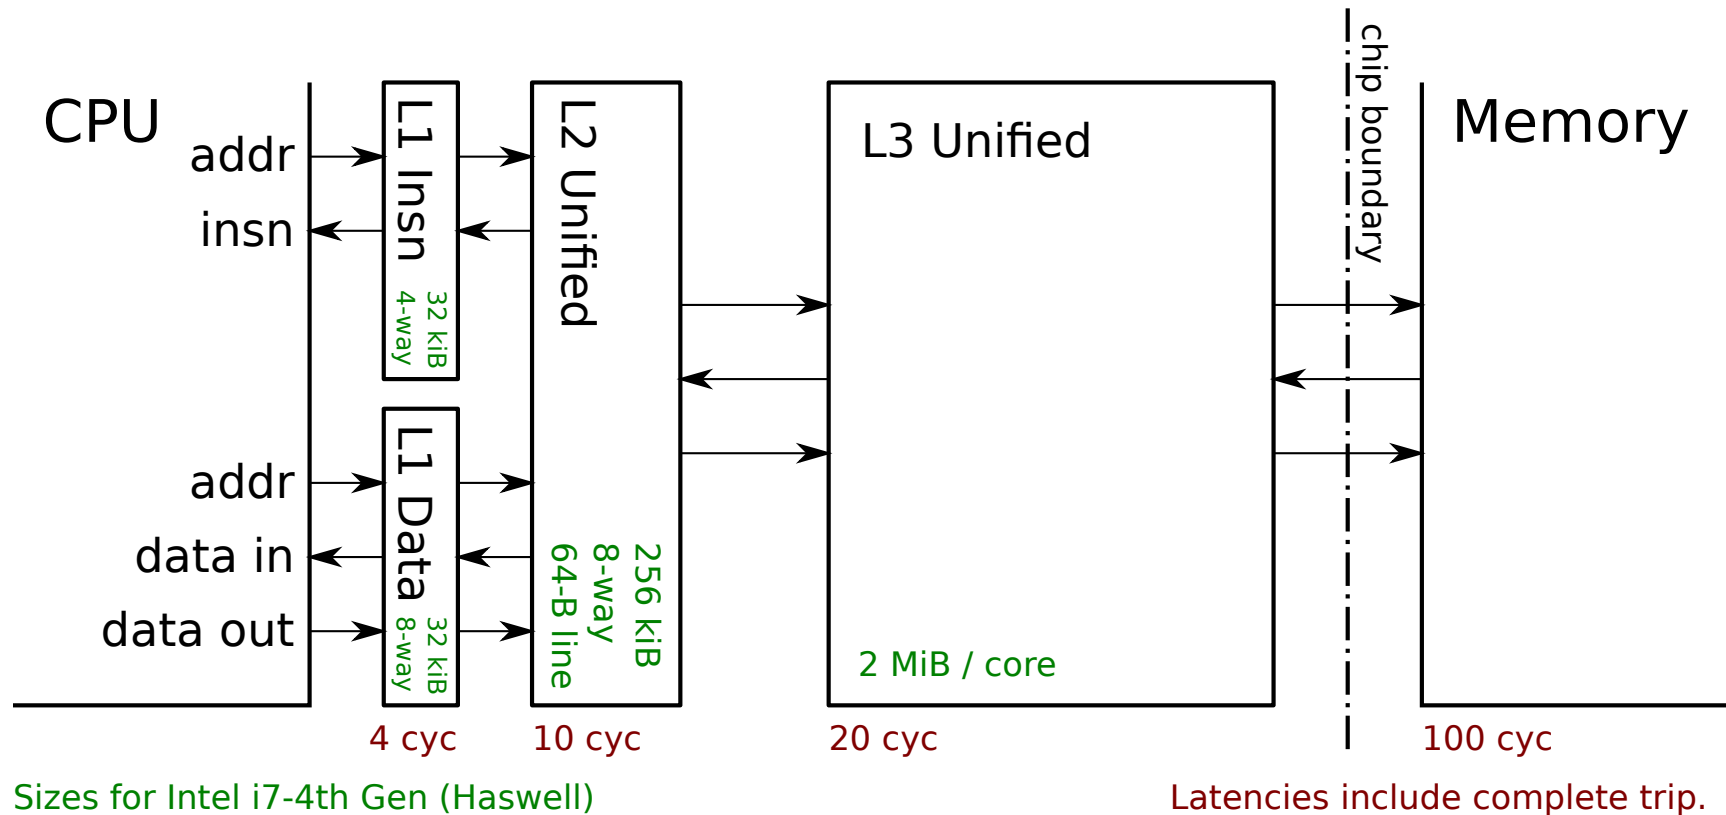 CPU
addr
insn
addr
data in
data out
L1 Insn
32 kiB
4-way
L1 Data
32 kiB
8-way
4 cyc
L2 Unified
256 kiB
8-way
64-B line
10 cyc
L3 Unified
2 MiB / core
20 cyc
chip boundary
Memory
100 cyc
Sizes for Intel i7-4th Gen (Haswell)
Latencies include complete trip.